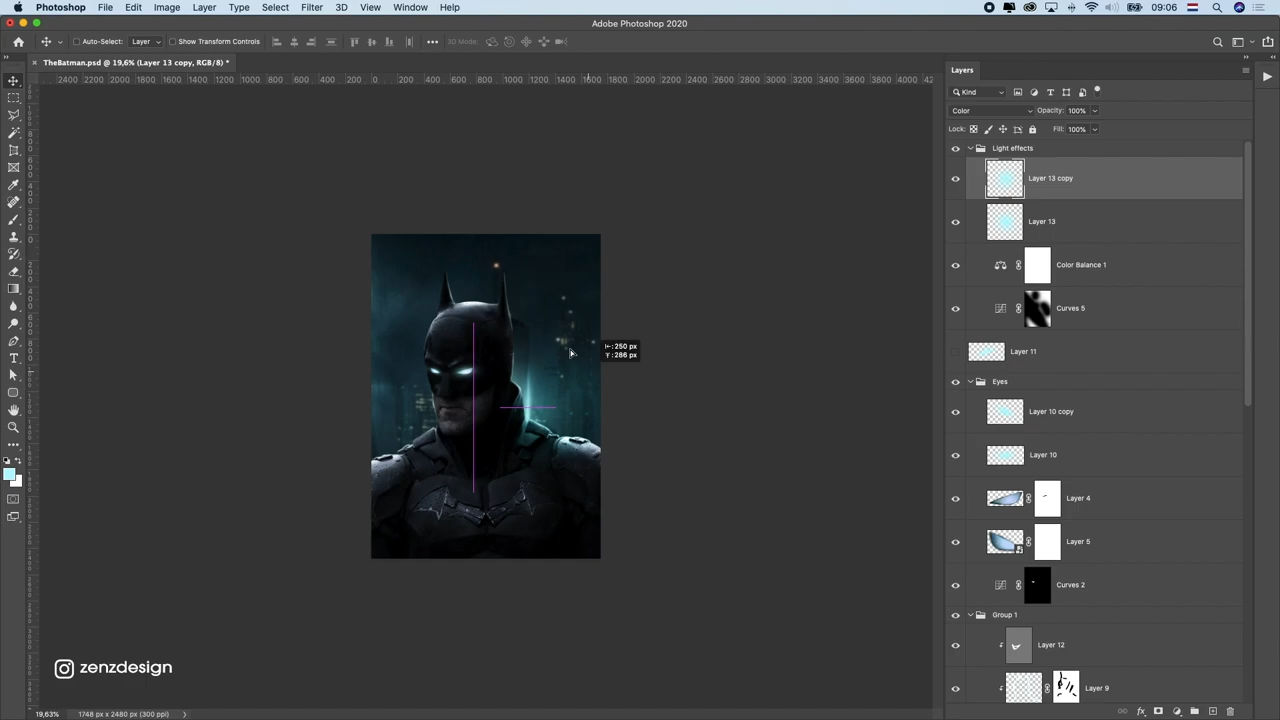 Photoshop File Edit Image Layer Type Select Filter 3D View Window Help 09:06
Adobe Photoshop 2020
Auto-Select: Layer Show Transform Controls 3D Mode:
TheBatman.psd @ 19,6% (Layer 13 copy, RGB/8) *
2400 2200 2000 1800 1600 1400 1200 1000 800 600 400 200 0 200 400 600 800 1000 1200 1400 1600 1800 2000 2200 2400 2600 2800 3000 3200 3400 3600 3800 4000
Layers
Kind
Color Opacity: 100%
Lock: Fill: 100%
Light effects
Layer 13 copy
Layer 13
Color Balance 1
Curves 5
: 250 px
: 286 px
Layer 11
Eyes
Layer 10 copy
Layer 10
Layer 4
Layer 5
Curves 2
Group 1
Layer 12
zenzdesign
Layer 9
19,63% 1748 px x 2480 px (300 ppi)